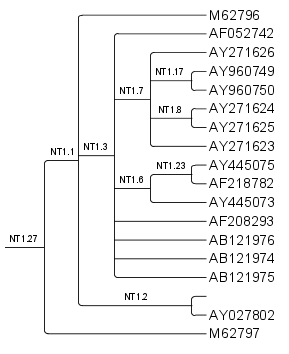 M62796
AF052742
AY271626
NT1.17
AY960749
AY960750
NT1.7
NT1.8
AY271624
AY271625
AY271623
NT1.1
NT1.3
NT1.23
AY445075
AF218782
NT1.6
AY445073
AF208293
NT1.27
AB121976
AB121974
AB121975
NT1.2
AY027802
M62797